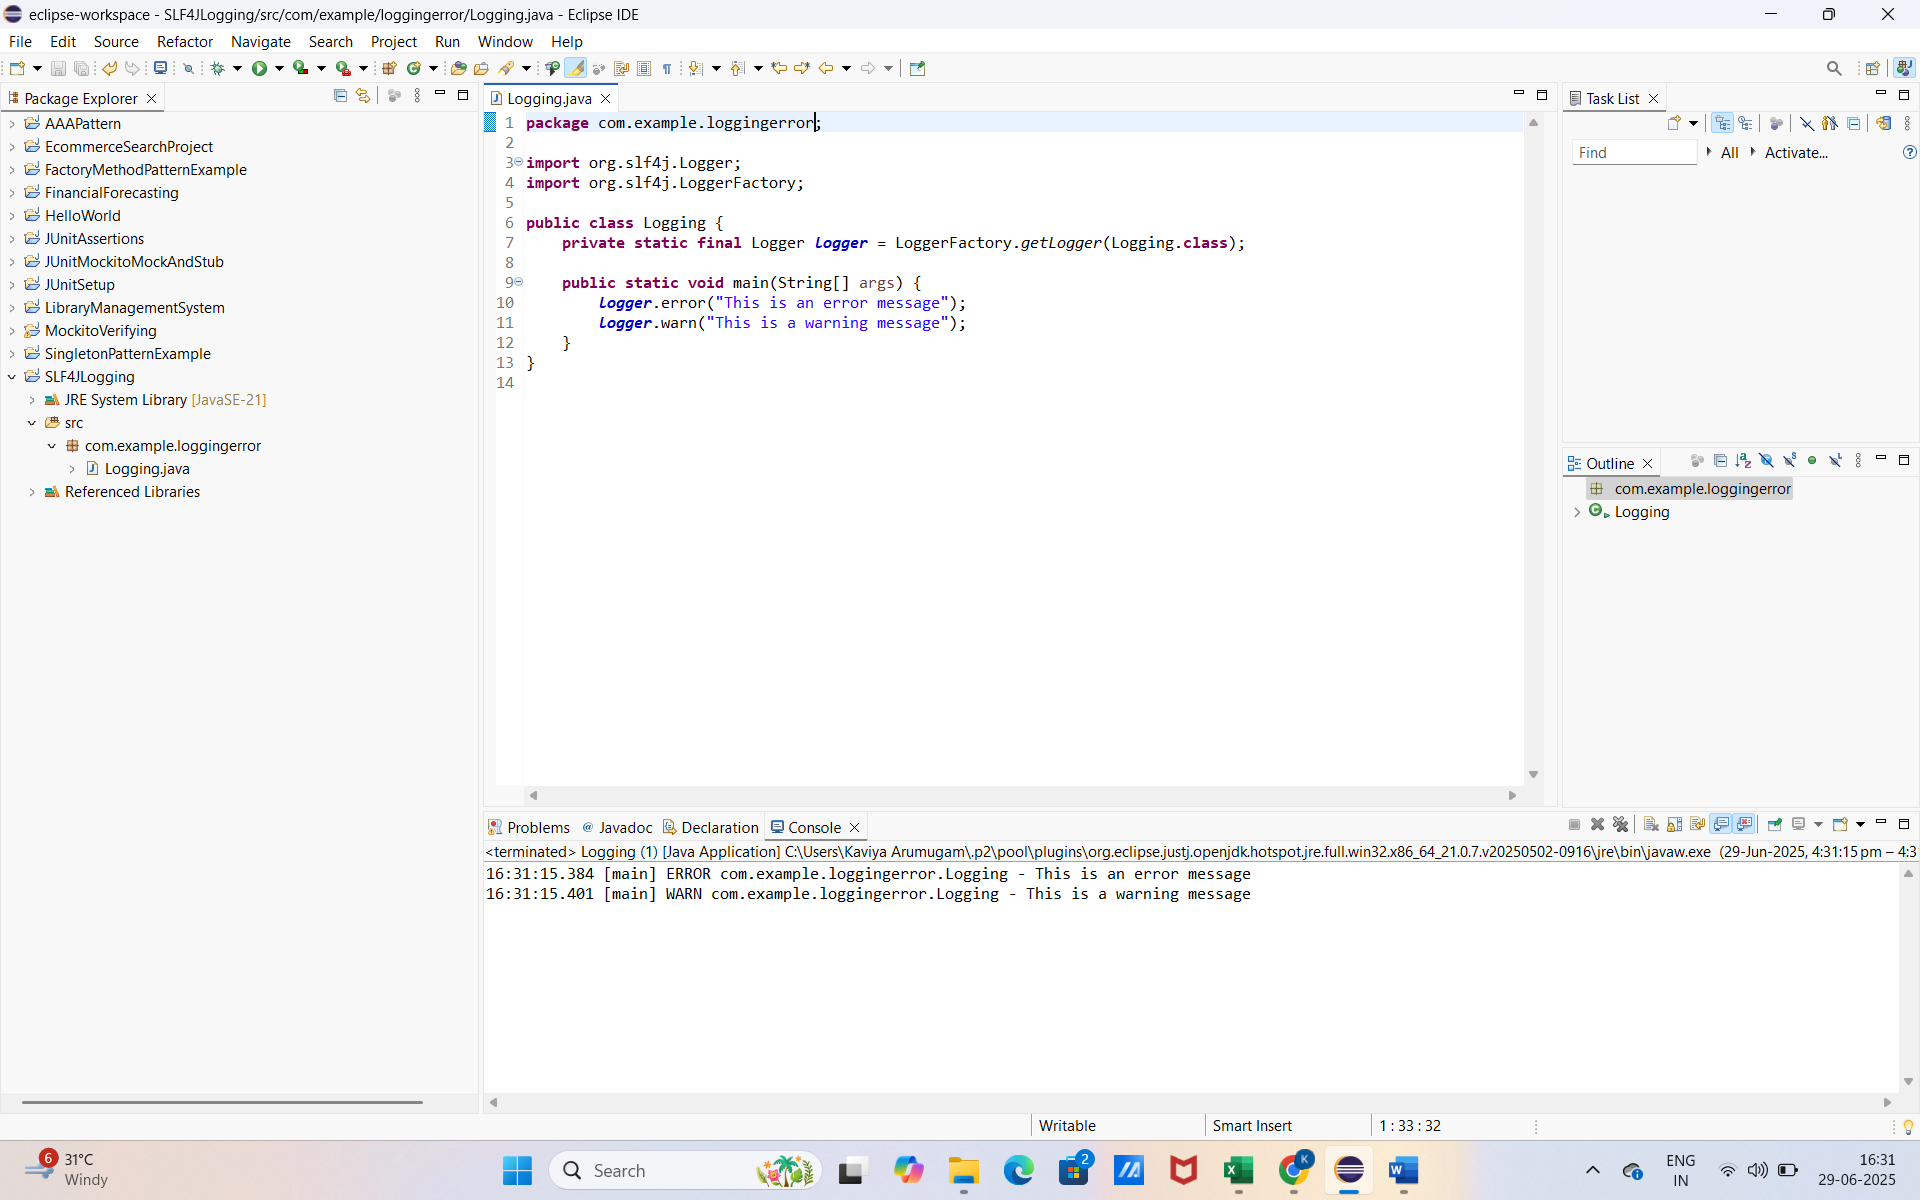 eclipse-workspace - SLF4JLogging/src/com/example/loggingerror/Logging.java - Eclipse IDE
File Edit Source Refactor Navigate Search Project Run Window Help
Package Explorer
AAAPattern
EcommerceSearchProject
FactoryMethodPatternExample
FinancialForecasting
HelloWorld
JUnitAssertions
JUnitMockitoMockAndStub
JUnitSetup
LibraryManagementSystem
MockitoVerifying
SingletonPatternExample
SLF4JLogging
JRE System Library [JavaSE-21]
src
com.example.loggingerror
Logging.java
Referenced Libraries
Logging.java
1 package com.example.loggingerror;
2
3 import org.slf4j.Logger;
4 import org.slf4j.LoggerFactory;
5
6 public class Logging {
7     private static final Logger logger = LoggerFactory.getLogger(Logging.class);
8
9     public static void main(String[] args) {
10         logger.error("This is an error message");
11         logger.warn("This is a warning message");
12     }
13 }
14
Task List
Find All Activate...
Outline
com.example.loggingerror
Logging
Problems Javadoc Declaration Console
<terminated> Logging (1) [Java Application] C:\Users\Kaviya Arumugam\.p2\pool\plugins\org.eclipse.justj.openjdk.hotspot.jre.full.win32.x86_64_21.0.7.v20250502-0916\jre\bin\javaw.exe (29-Jun-2025, 4:31:15 pm – 4:3
16:31:15.384 [main] ERROR com.example.loggingerror.Logging - This is an error message
16:31:15.401 [main] WARN com.example.loggingerror.Logging - This is a warning message
Writable Smart Insert 1 : 33 : 32
6
31°C
Windy
Search
2
K
ENG
IN
16:31
29-06-2025